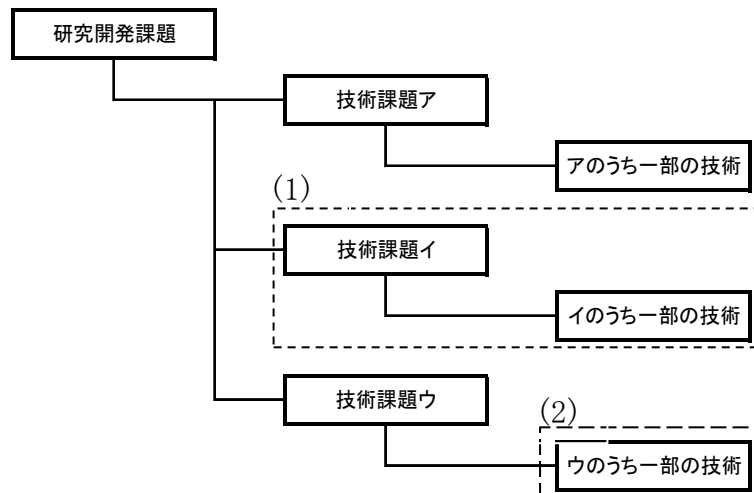 研究開発課題
技術課題ア
アのうち一部の技術
(1)
技術課題イ
イのうち一部の技術
技術課題ウ
(2)
ウのうち一部の技術